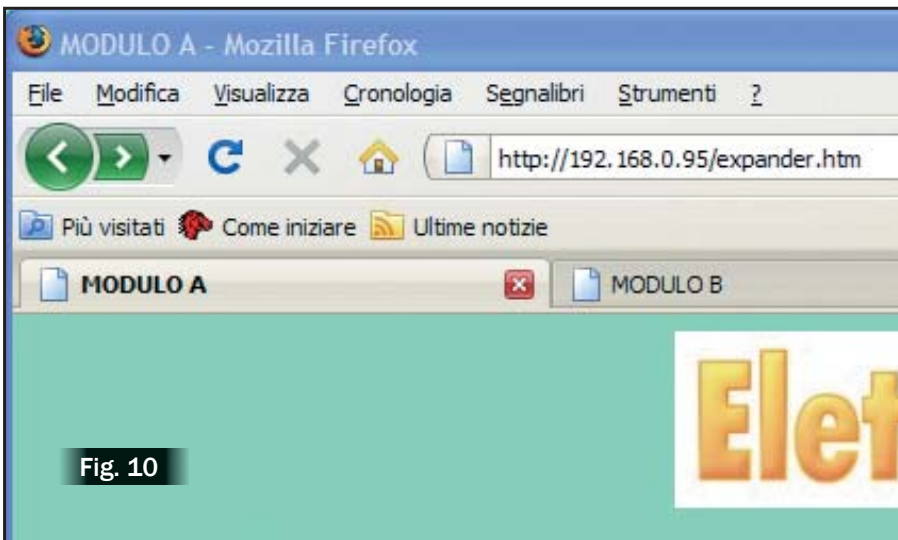 MODULO A - Mozilla Firefox
File Modifica Visualizza Cronologia Segnalibri Strumenti ?
http://192.168.0.95/expander.htm
Più visitati Come iniziare Ultime notizie
MODULO A MODULO B
Elet
Fig. 10